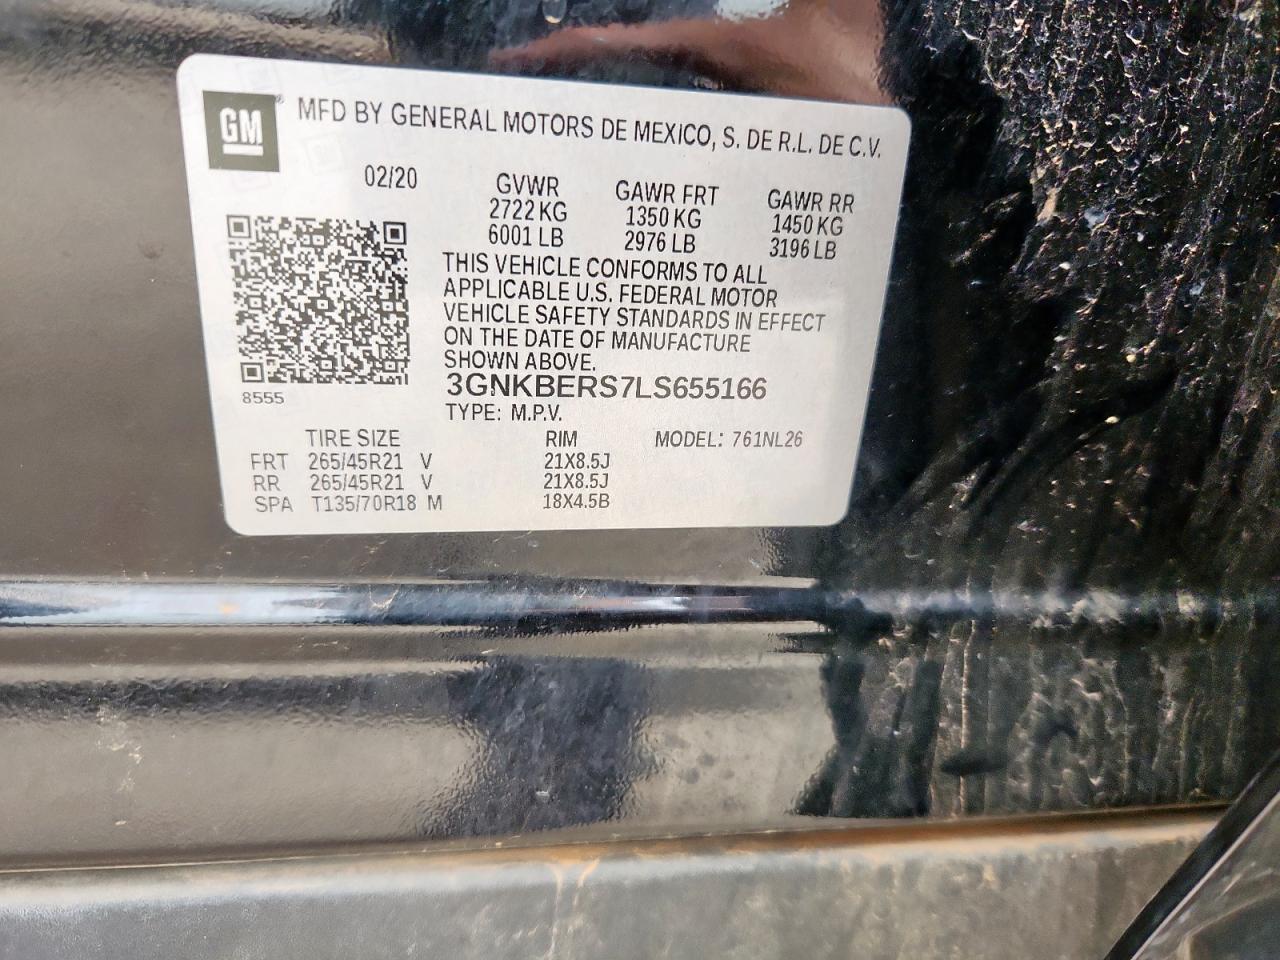 GM
MFD BY GENERAL MOTORS DE MEXICO, S. DE R.L. DE C.V.
02/20
GVWR GAWR FRT GAWR RR
2722 KG 1350 KG 1450 KG
6001 LB 2976 LB 3196 LB
THIS VEHICLE CONFORMS TO ALL
APPLICABLE U.S. FEDERAL MOTOR
VEHICLE SAFETY STANDARDS IN EFFECT
ON THE DATE OF MANUFACTURE
SHOWN ABOVE.
3GNKBERS7LS655166
8555
TYPE: M.P.V.
TIRE SIZE RIM MODEL: 761NL26
FRT 265/45R21 V 21X8.5J
RR 265/45R21 V 21X8.5J
SPA T135/70R18 M 18X4.5B